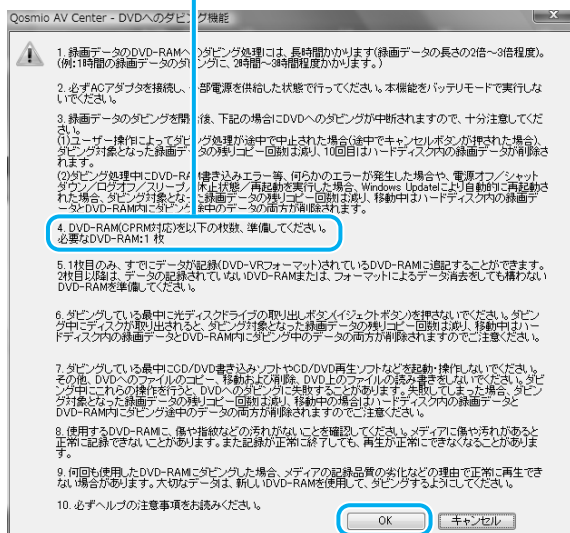 Qosmio AV Center - DVDへのダビング機能
1. 録画データのDVD-RAMへのダビング処理には、長時間かかります(録画データの長さの2倍～3倍程度)。
(例:1時間の録画データのダビングに、2時間～3時間程度かかります。)
2. 必ずACアダプタを接続し、外部電源を供給した状態で行ってください。本機能をバッテリモードで実行しな
いでください。
3. 録画データのダビングを開始後、下記の場合にDVDへのダビングが中断されますので、十分注意してくだ
さい。
(1)ユーザー操作によってダビング処理が途中で中止された場合(途中でキャンセルボタンが押された場合)、
ダビング対象となった録画データの残りコピー回数は減り、10回目はハードディスク内の録画データが削除さ
れます。
(2)ダビング処理中にDVD書き込みエラー等、何らかのエラーが発生した場合や、電源オフ／シャット
ダウン／ログオフ／スリープ／休止状態／再起動を実行した場合、Windows Updateにより自動的に再起動さ
れた場合、ダビング対象となった録画データの残りコピー回数は減り、移動中はハードディスク内の録画デ
ータとDVD-RAM内にダビング途中のデータの両方が削除されます。
4. DVD-RAM(CPRM対応)を以下の枚数、準備してください。
必要なDVD-RAM:1 枚
5. 1枚目のみ、すでにデータが記録(DVD-VRフォーマット)されているDVD-RAMに追記することができます。
2枚目以降は、データの記録されていないDVD-RAMまたは、フォーマットによるデータ消去をしても構わない
DVD-RAMを準備してください。
6. ダビングしている最中に光ディスクドライブの取り出しボタン(イジェクトボタン)を押さないでください。ダビン
グ中にディスクが取り出されると、ダビング対象となった録画データの残りコピー回数は減り、移動中はハー
ドディスク内の録画データとDVD-RAM内にダビング中のデータの両方が削除されますのでご注意ください。
7. ダビングしている最中にCD/DVD書き込みソフトやCD/DVD再生ソフトなどを起動・操作しないでください。
その他、DVDへのファイルのコピー、移動および削除、DVD上のファイルの読み書きをしないでください。ダビ
ング中にこれらの操作を行うと、DVDへのダビングに失敗することがあります。失敗してしまった場合、ダビン
グ対象となった録画データの残りコピー回数は減り、移動中の場合はハードディスク内の録画データと
DVD-RAM内にダビング途中のデータの両方が削除されますのでご注意ください。
8. 使用するDVD-RAMに、傷や指紋などの汚れがないことを確認してください。メディアに傷や汚れがあると
正常に記録できないことがあります。また記録が正常に終了しても、再生が正常にできなくなることがありま
す。
9. 何回も使用したDVD-RAMにダビングした場合、メディアの記録品質の劣化などの理由で正常に再生でき
ない場合があります。大切なデータは、新しいDVD-RAMを使用して、ダビングするようにしてください。
10. 必ずヘルプの注意事項をお読みください。
OK
キャンセル